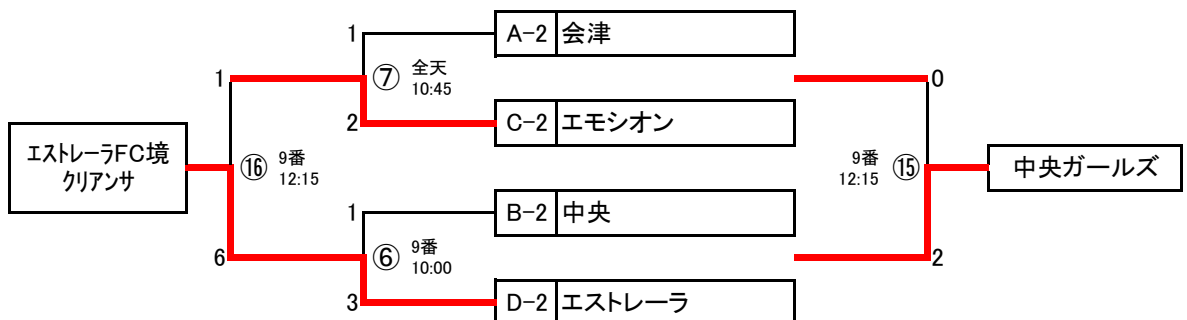 1
A-2 会津
⑦ 全天
10:45
1
0
2
C-2 エモシオン
エストレーラFC境
クリアンサ
⑯ 9番
12:15
9番
12:15 ⑮
中央ガールズ
1
B-2 中央
⑥ 9番
10:00
6
2
3
D-2 エストレーラ